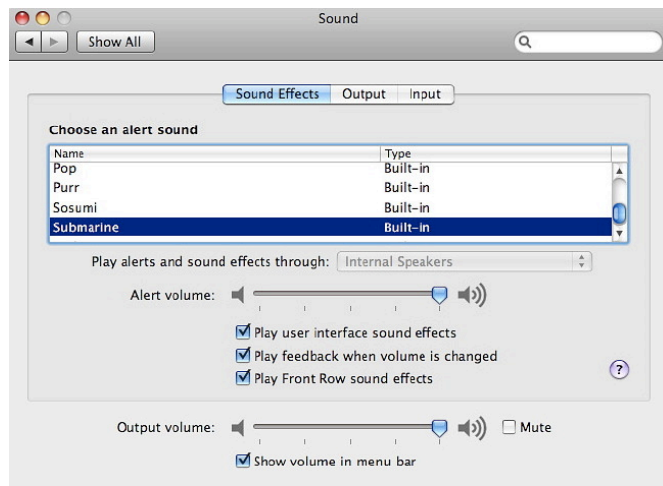 Sound
Show All
Sound Effects Output Input
Choose an alert sound
Name Type
Pop Built-in
Purr Built-in
Sosumi Built-in
Submarine Built-in
Play alerts and sound effects through: Internal Speakers
Alert volume:
Play user interface sound effects
Play feedback when volume is changed
Play Front Row sound effects
?
Output volume: Mute
Show volume in menu bar